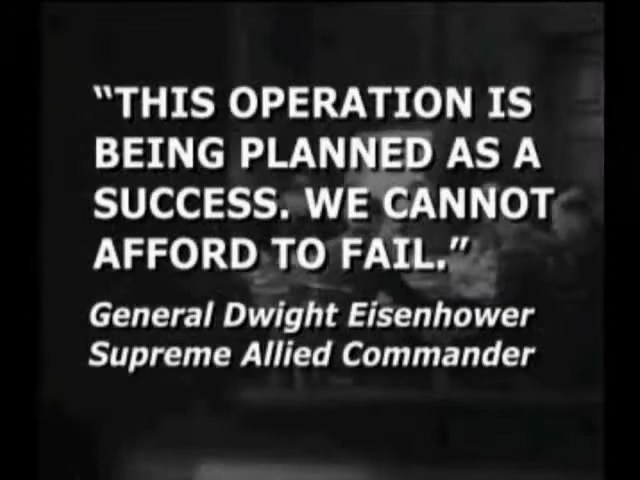 “THIS OPERATION IS
BEING PLANNED AS A
SUCCESS. WE CANNOT
AFFORD TO FAIL.”
General Dwight Eisenhower
Supreme Allied Commander